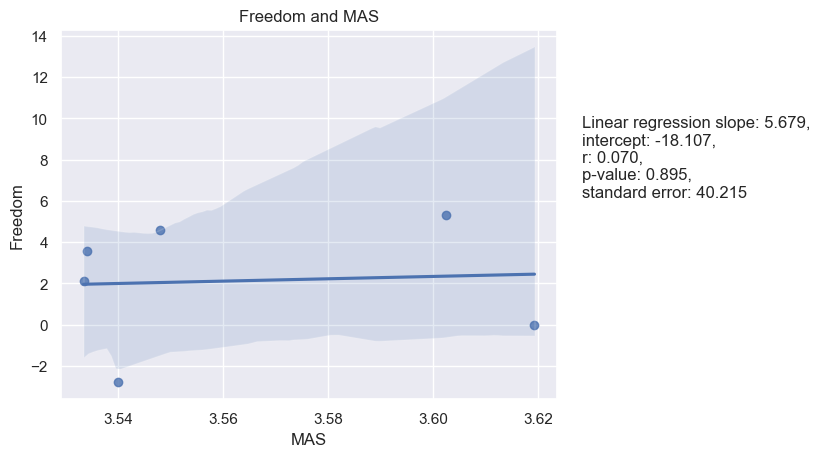 Freedom and MAS
14
12
10
8
6
4
2
0
−2
Freedom
3.54
3.56
3.58
3.60
3.62
MAS
Linear regression slope: 5.679,
intercept: -18.107,
r: 0.070,
p-value: 0.895,
standard error: 40.215